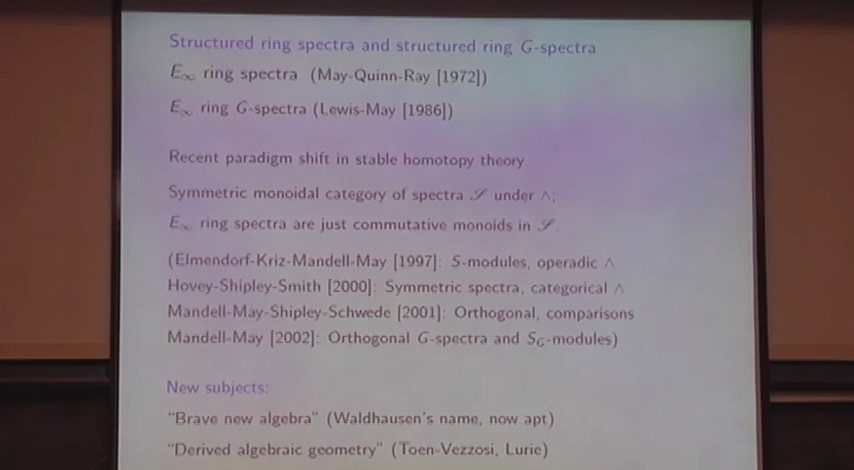 Structured ring spectra and structured ring G-spectra
E∞ ring spectra (May-Quinn-Ray [1972])
E∞ ring G-spectra (Lewis-May [1986])
Recent paradigm shift in stable homotopy theory
Symmetric monoidal category of spectra 𝒮 under ∧;
E∞ ring spectra are just commutative monoids in 𝒮.
(Elmendorf-Kriz-Mandell-May [1997]: S-modules, operadic ∧
Hovey-Shipley-Smith [2000]: Symmetric spectra, categorical ∧
Mandell-May-Shipley-Schwede [2001]: Orthogonal, comparisons
Mandell-May [2002]: Orthogonal G-spectra and S_G-modules)
New subjects:
"Brave new algebra" (Waldhausen's name, now apt)
"Derived algebraic geometry" (Toen-Vezzosi, Lurie)